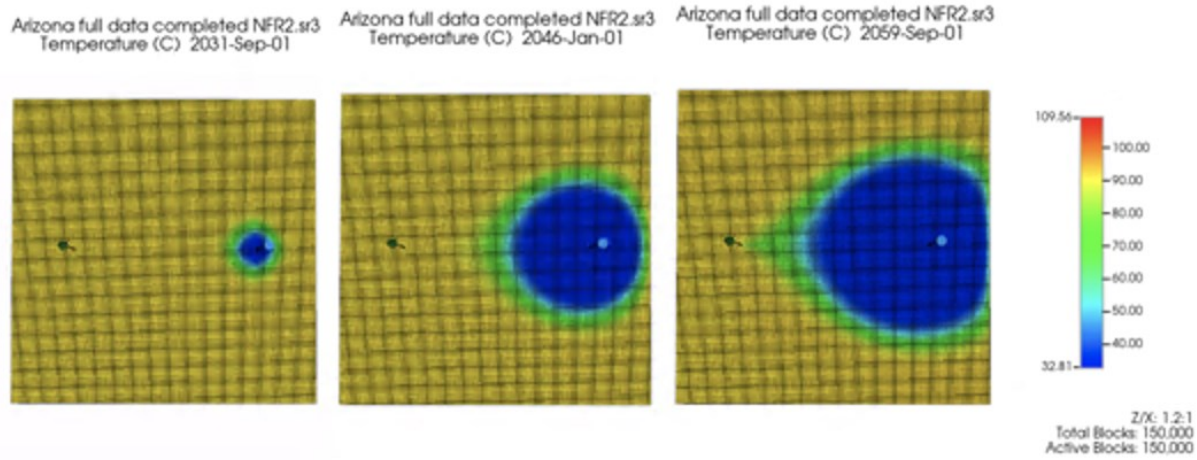 Arizona full data completed NFR2.sr3
Temperature (C) 2031-Sep-01
Arizona full data completed NFR2.sr3
Temperature (C) 2046-Jan-01
Arizona full data completed NFR2.sr3
Temperature (C) 2059-Sep-01
109.56
100.00
90.00
80.00
70.00
60.00
50.00
40.00
32.81
Z/X: 1.2:1
Total Blocks: 150,000
Active Blocks: 150,000